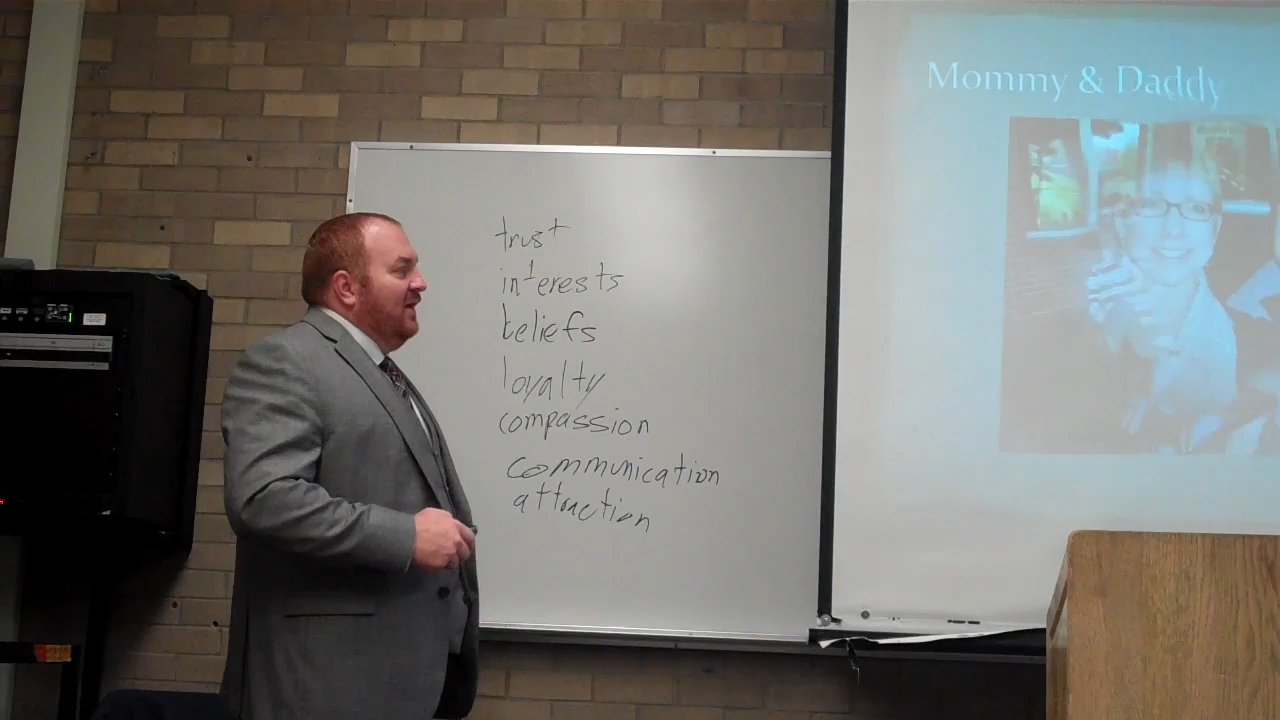 trust
interests
beliefs
loyalty
compassion
communication
attraction
Mommy & Daddy